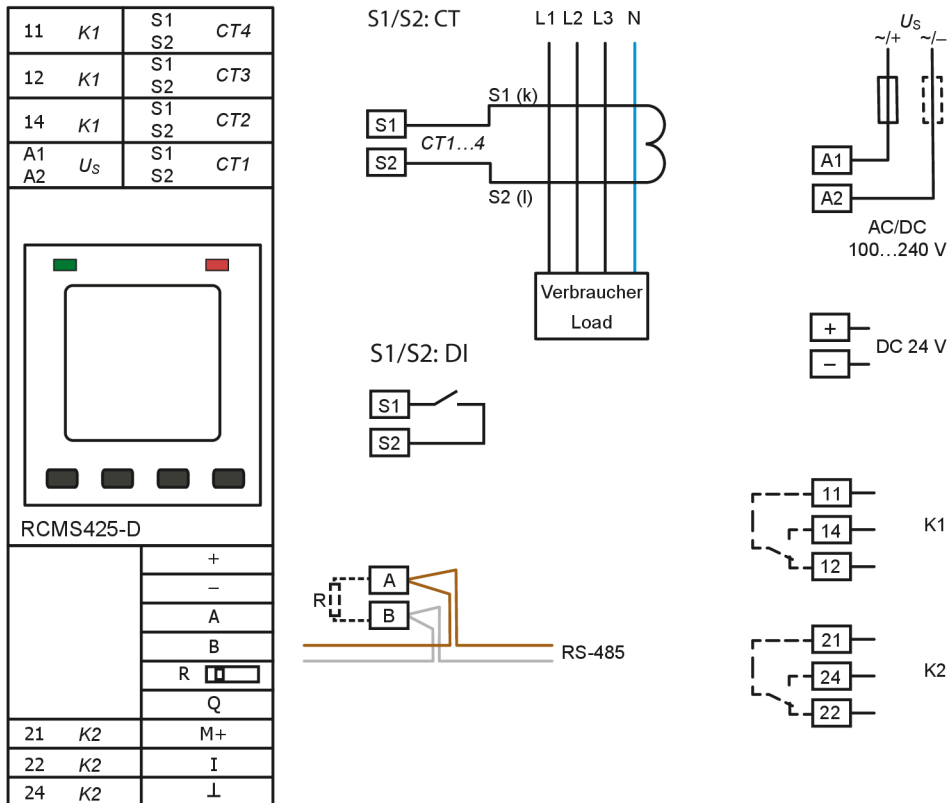 11 K1 S1 S2 CT4
12 K1 S1 S2 CT3
14 K1 S1 S2 CT2
A1 A2 Us S1 S2 CT1
RCMS425-D
+
–
A
B
R
Q
21 K2 M+
22 K2 I
24 K2 ⊥
S1/S2: CT
L1 L2 L3 N
S1 (k)
S1
CT1...4
S2
S2 (l)
Verbraucher
Load
S1/S2: DI
S1
S2
A
R
B
RS-485
Us
~/+ ~/–
A1
A2
AC/DC
100...240 V
+
DC 24 V
–
11
14 K1
12
21
24 K2
22